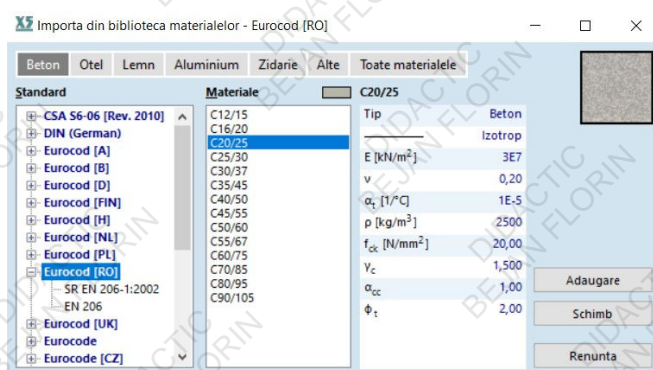 X5 Importa din biblioteca materialelor - Eurocod [RO]
Beton Otel Lemn Aluminium Zidarie Alte Toate materialele
Standard
CSA S6-06 [Rev. 2010]
DIN (German)
Eurocod [A]
Eurocod [B]
Eurocod [D]
Eurocod [FIN]
Eurocod [H]
Eurocod [NL]
Eurocod [PL]
Eurocod [RO]
SR EN 206-1:2002
EN 206
Eurocod [UK]
Eurocode
Eurocode [CZ]
Materiale
C12/15
C16/20
C20/25
C25/30
C30/37
C35/45
C40/50
C45/55
C50/60
C55/67
C60/75
C70/85
C80/95
C90/105
C20/25
Tip Beton
Izotrop
E [kN/m²] 3E7
ν 0,20
αt [1/°C] 1E-5
ρ [kg/m³] 2500
fck [N/mm²] 20,00
γc 1,500
αcc 1,00
ϕt 2,00
Adaugare
Schimb
Renunta
DIDACTIC
BEJAN FLORIN